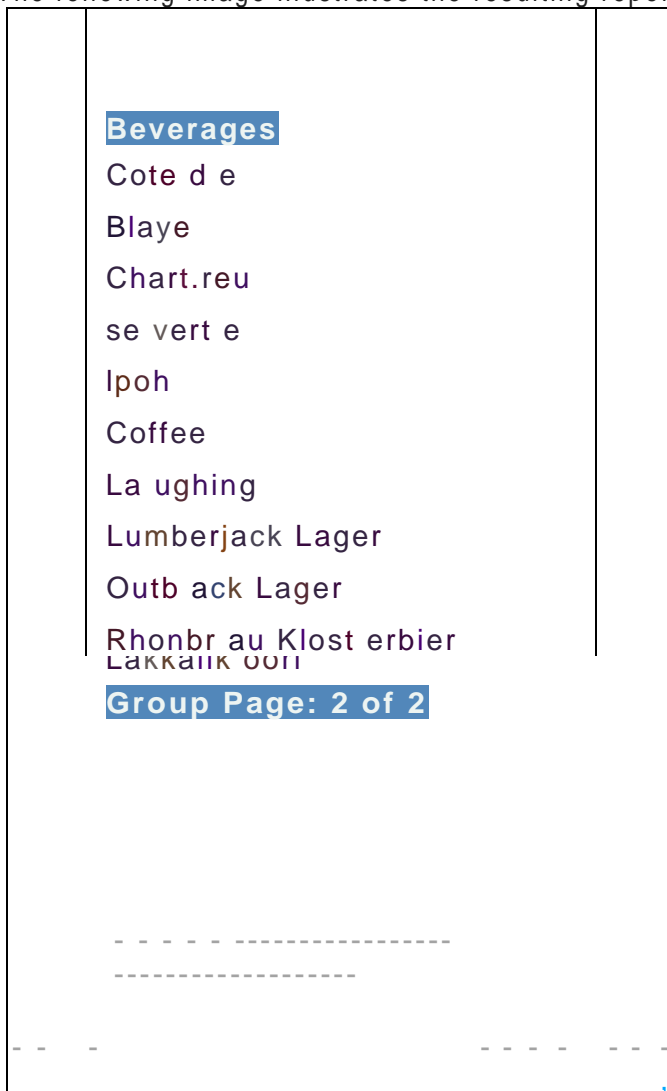 Beverages
Cote d e
Blaye
Chart.reu
se vert e
lpoh
Coffee
La ughing
Lumberjack Lager
Outb ack Lager
Rhonbr au Klost erbier
Group Page: 2 of 2
- - - - - -----------------
-------------------
- - - - - - - - - -